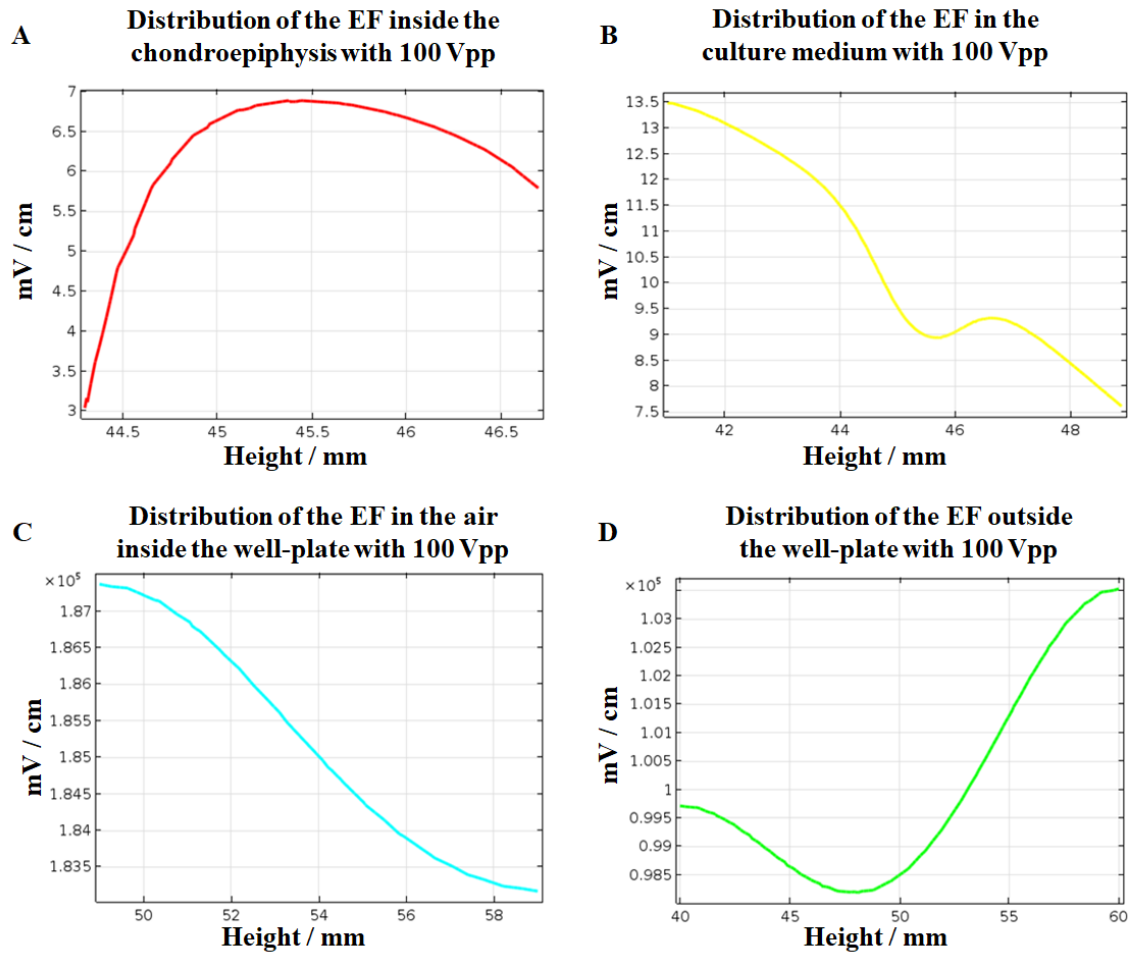 A
Distribution of the EF inside the
chondroepiphysis with 100 Vpp
7
6.5
6
5.5
5
4.5
4
3.5
3
mV / cm
44.5 45 45.5 46 46.5
Height / mm
B
Distribution of the EF in the
culture medium with 100 Vpp
13.5
13
12.5
12
11.5
11
10.5
10
9.5
9
8.5
8
7.5
mV / cm
42 44 46 48
Height / mm
C
Distribution of the EF in the air
inside the well-plate with 100 Vpp
×10⁵
1.87
1.865
1.86
1.855
1.85
1.845
1.84
1.835
mV / cm
50 52 54 56 58
Height / mm
D
Distribution of the EF outside
the well-plate with 100 Vpp
×10⁵
1.03
1.025
1.02
1.015
1.01
1.005
1
0.995
0.99
0.985
mV / cm
40 45 50 55 60
Height / mm